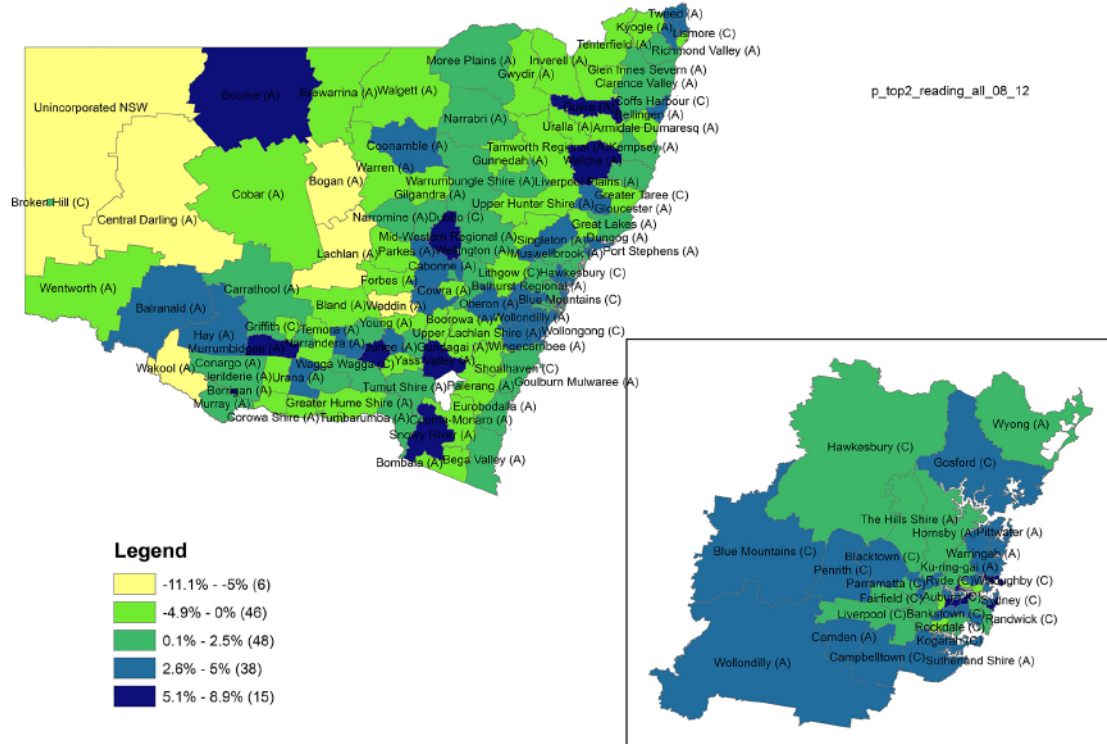 Tweed (A)
Kyogle (A)
Lismore (C)
Tenterfield (A)
Richmond Valley (A)
Moree Plains (A)
Inverell (A)
Gwydir (A)
Glen Innes Severn (A)
Clarence Valley (A)
Unincorporated NSW
Bourke (A)
Brewarrina (A)
Walgett (A)
p_top2_reading_all_08_12
Guyra (A)
Coffs Harbour (C)
Bellingen (A)
Narrabri (A)
Uralla (A)
Armidale Dumaresq (A)
Coonamble (A)
Tamworth Regional (A)
Kempsey (A)
Gunnedah (A)
Walcha (A)
Warren (A)
Cobar (A)
Bogan (A)
Warrumbungle Shire (A)
Liverpool Plains (A)
Gilgandra (A)
Upper Hunter Shire (A)
Greater Taree (C)
Gloucester (A)
Broken Hill (C)
Central Darling (A)
Narromine (A)
Dubbo (C)
Great Lakes (A)
Mid-Western Regional (A)
Singleton (A)
Dungog (A)
Lachlan (A)
Parkes (A)
Wellington (A)
Muswellbrook (A)
Port Stephens (A)
Cabonne (A)
Lithgow (C)
Hawkesbury (C)
Wentworth (A)
Balranald (A)
Carrathool (A)
Forbes (A)
Cowra (A)
Bathurst Regional (A)
Bland (A)
Weddin (A)
Oberon (A)
Blue Mountains (C)
Hay (A)
Griffith (C)
Temora (A)
Young (A)
Boorowa (A)
Wollondilly (A)
Murrumbidgee (A)
Narrandera (A)
Junee (A)
Upper Lachlan Shire (A)
Wollongong (C)
Gundagai (A)
Wingecarribee (A)
Wakool (A)
Conargo (A)
Wagga Wagga (C)
Yass Valley (A)
Shoalhaven (C)
Jerilderie (A)
Urana (A)
Tumut Shire (A)
Palerang (A)
Goulburn Mulwaree (A)
Berrigan (A)
Murray (A)
Greater Hume Shire (A)
Eurobodalla (A)
Corowa Shire (A)
Tumbarumba (A)
Cooma-Monaro (A)
Snowy River (A)
Bombala (A)
Bega Valley (A)
Wyong (A)
Hawkesbury (C)
Gosford (C)
The Hills Shire (A)
Hornsby (A)
Pittwater (A)
Blue Mountains (C)
Blacktown (C)
Warringah (A)
Penrith (C)
Ku-ring-gai (A)
Parramatta (C)
Ryde (C)
Willoughby (C)
Fairfield (C)
Auburn (C)
Sydney (C)
Liverpool (C)
Bankstown (C)
Randwick (C)
Rockdale (C)
Camden (A)
Kogarah (C)
Wollondilly (A)
Campbelltown (C)
Sutherland Shire (A)
Legend
-11.1% - -5% (6)
-4.9% - 0% (46)
0.1% - 2.5% (48)
2.6% - 5% (38)
5.1% - 8.9% (15)